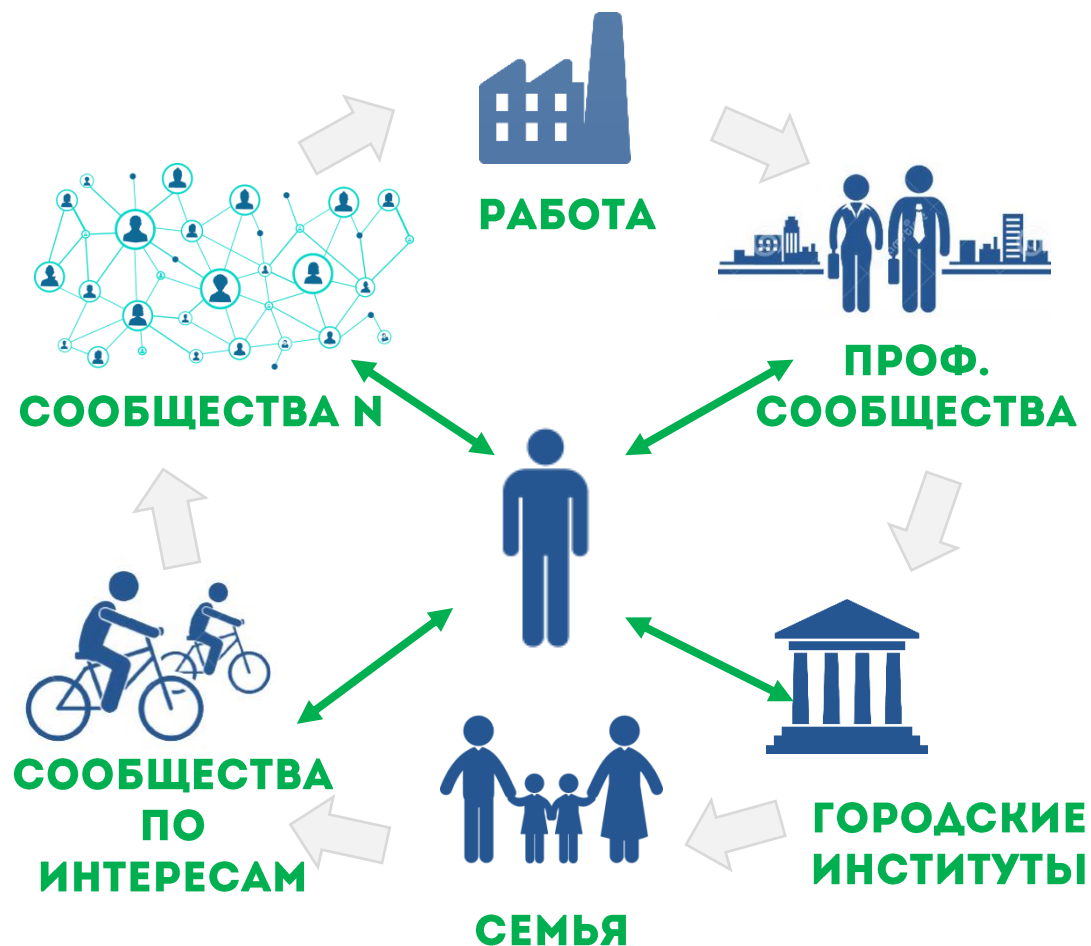 РАБОТА
ПРОФ.
СООБЩЕСТВА
СООБЩЕСТВА N
ГОРОДСКИЕ
ИНСТИТУТЫ
СЕМЬЯ
СООБЩЕСТВА
ПО
ИНТЕРЕСАМ